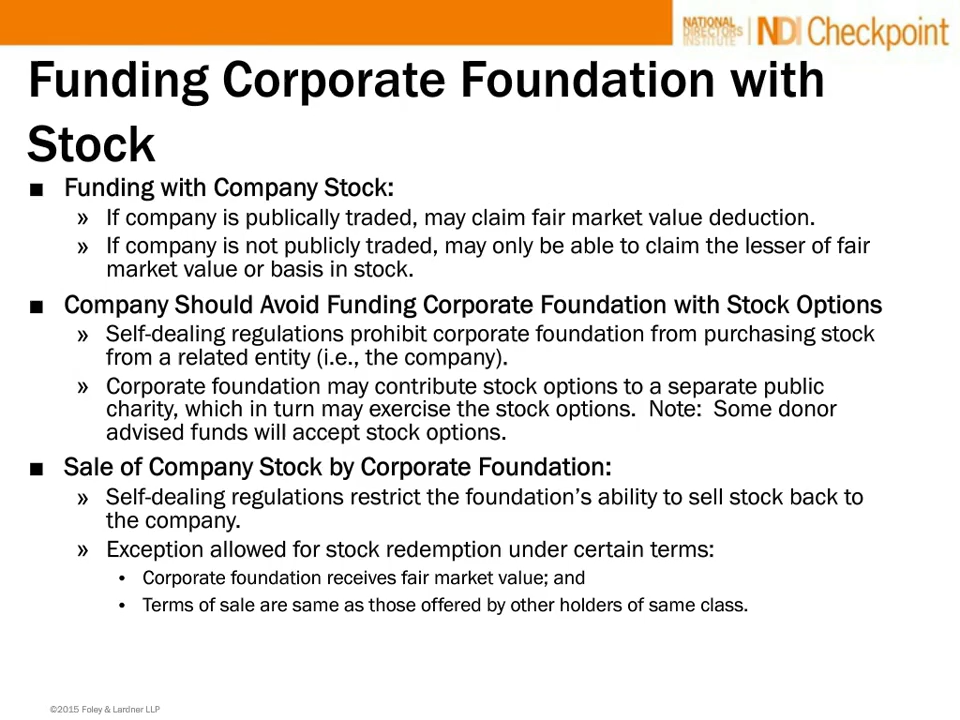 NATIONAL
DIRECTORS
INSTITUTE
NDI Checkpoint
Funding Corporate Foundation with
Stock
■ Funding with Company Stock:
» If company is publically traded, may claim fair market value deduction.
» If company is not publicly traded, may only be able to claim the lesser of fair
market value or basis in stock.
■ Company Should Avoid Funding Corporate Foundation with Stock Options
» Self-dealing regulations prohibit corporate foundation from purchasing stock
from a related entity (i.e., the company).
» Corporate foundation may contribute stock options to a separate public
charity, which in turn may exercise the stock options.  Note:  Some donor
advised funds will accept stock options.
■ Sale of Company Stock by Corporate Foundation:
» Self-dealing regulations restrict the foundation’s ability to sell stock back to
the company.
» Exception allowed for stock redemption under certain terms:
• Corporate foundation receives fair market value; and
• Terms of sale are same as those offered by other holders of same class.
©2015 Foley & Lardner LLP